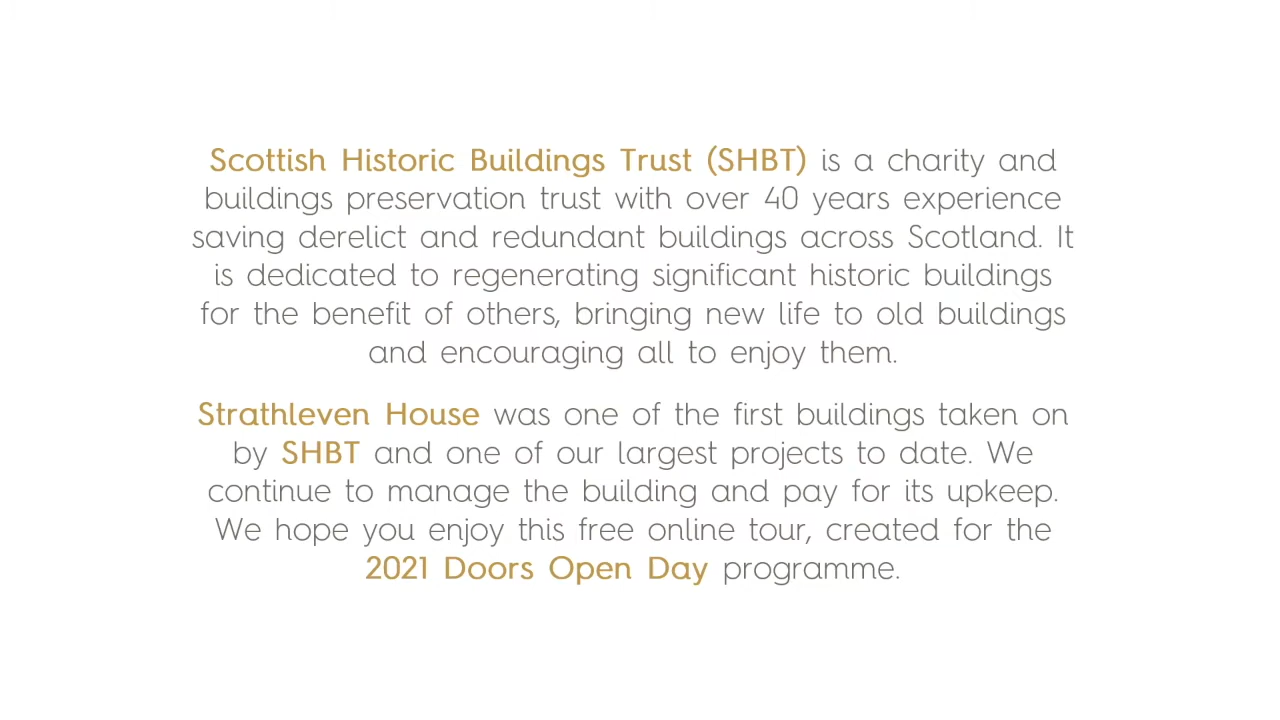 Scottish Historic Buildings Trust (SHBT) is a charity and
buildings preservation trust with over 40 years experience
saving derelict and redundant buildings across Scotland. It
is dedicated to regenerating significant historic buildings
for the benefit of others, bringing new life to old buildings
and encouraging all to enjoy them.
Strathleven House was one of the first buildings taken on
by SHBT and one of our largest projects to date. We
continue to manage the building and pay for its upkeep.
We hope you enjoy this free online tour, created for the
2021 Doors Open Day programme.